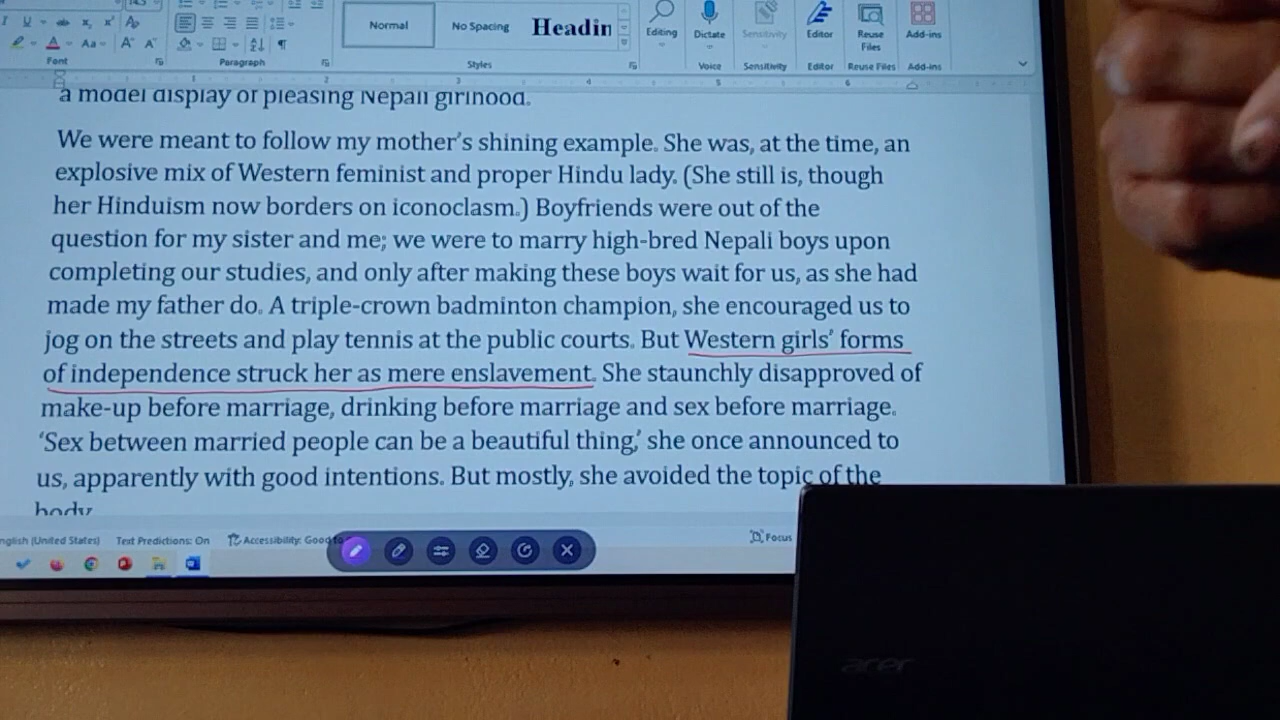 Normal
No Spacing
Headin
Editing
Dictate
Sensitivity
Editor
Reuse
Files
Add-ins
Font
Paragraph
Styles
Voice
Sensitivity
Editor
Reuse Files
Add-ins
a model display of pleasing Nepali girlhood.
We were meant to follow my mother's shining example. She was, at the time, an
explosive mix of Western feminist and proper Hindu lady. (She still is, though
her Hinduism now borders on iconoclasm.) Boyfriends were out of the
question for my sister and me; we were to marry high-bred Nepali boys upon
completing our studies, and only after making these boys wait for us, as she had
made my father do. A triple-crown badminton champion, she encouraged us to
jog on the streets and play tennis at the public courts. But Western girls' forms
of independence struck her as mere enslavement. She staunchly disapproved of
make-up before marriage, drinking before marriage and sex before marriage.
‘Sex between married people can be a beautiful thing,’ she once announced to
us, apparently with good intentions. But mostly, she avoided the topic of the
body.
nglish (United States) Text Predictions: On Accessibility: Good to
Focus
acer